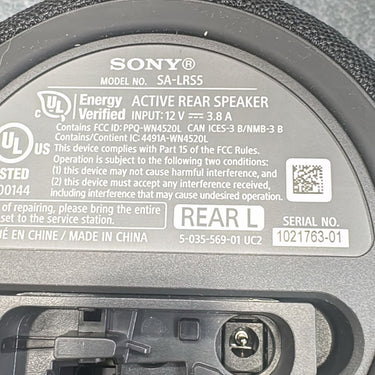 SONY®
MODEL NO. SA-LRS5
UL Energy Verified
ACTIVE REAR SPEAKER
INPUT: 12 V ⎓ 3.8 A
Contains FCC ID: PPQ-WN4520L CAN ICES-3 B/NMB-3 B
Contains/Contient IC: 4491A-WN4520L
UL US
This device complies with Part 15 of the FCC Rules.
Operation is subject to the following two conditions:
(1) this device may not cause harmful interference, and
(2) this device must accept any interference received,
including interference that may cause undesired operation.
of repairing, please bring the entire
set to the service station.
REAR L
SERIAL NO.
1021763-01
EN CHINE / MADE IN CHINA
5-035-569-01 UC2